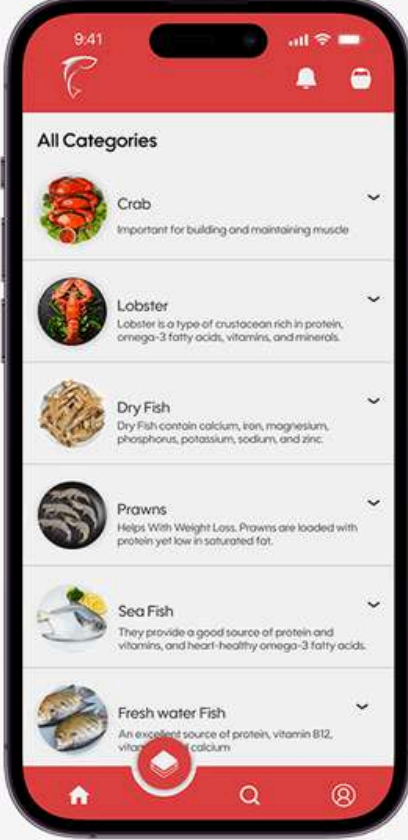 9:41
All Categories
Crab
Important for building and maintaining muscle
Lobster
Lobster is a type of crustacean rich in protein,
omega-3 fatty acids, vitamins, and minerals.
Dry Fish
Dry Fish contain calcium, iron, magnesium,
phosphorus, potassium, sodium, and zinc.
Prawns
Helps With Weight Loss. Prawns are loaded with
protein yet low in saturated fat.
Sea Fish
They provide a good source of protein and
vitamins, and heart-healthy omega-3 fatty acids.
Fresh water Fish
An excellent source of protein, vitamin B12,
calcium